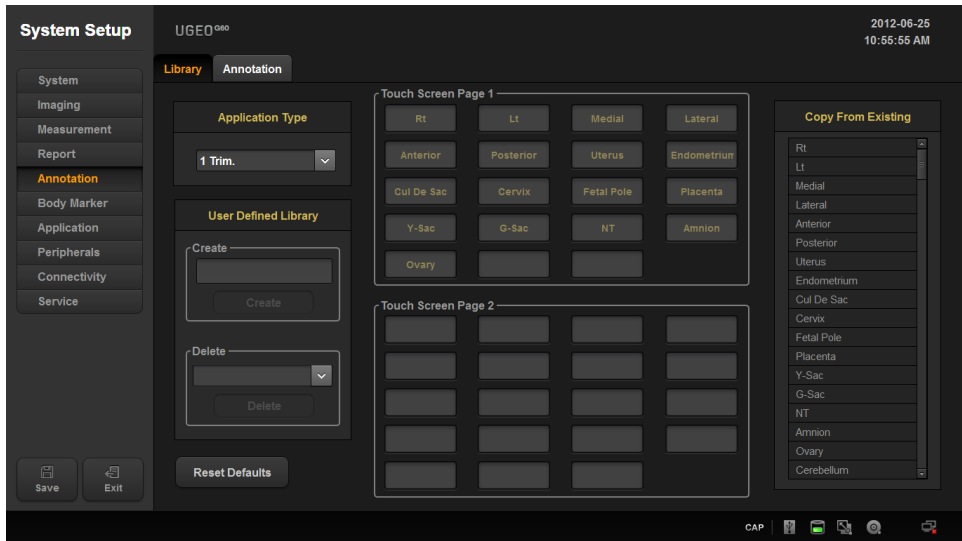 System Setup
UGEO G60
2012-06-25
10:55:55 AM
System
Imaging
Measurement
Report
Annotation
Body Marker
Application
Peripherals
Connectivity
Service
Save
Exit
Library
Annotation
Application Type
1 Trim.
User Defined Library
Create
Create
Delete
Delete
Reset Defaults
Touch Screen Page 1
Rt Lt Medial Lateral
Anterior Posterior Uterus Endometrium
Cul De Sac Cervix Fetal Pole Placenta
Y-Sac G-Sac NT Amnion
Ovary
Touch Screen Page 2
Copy From Existing
Rt
Lt
Medial
Lateral
Anterior
Posterior
Uterus
Endometrium
Cul De Sac
Cervix
Fetal Pole
Placenta
Y-Sac
G-Sac
NT
Amnion
Ovary
Cerebellum
CAP